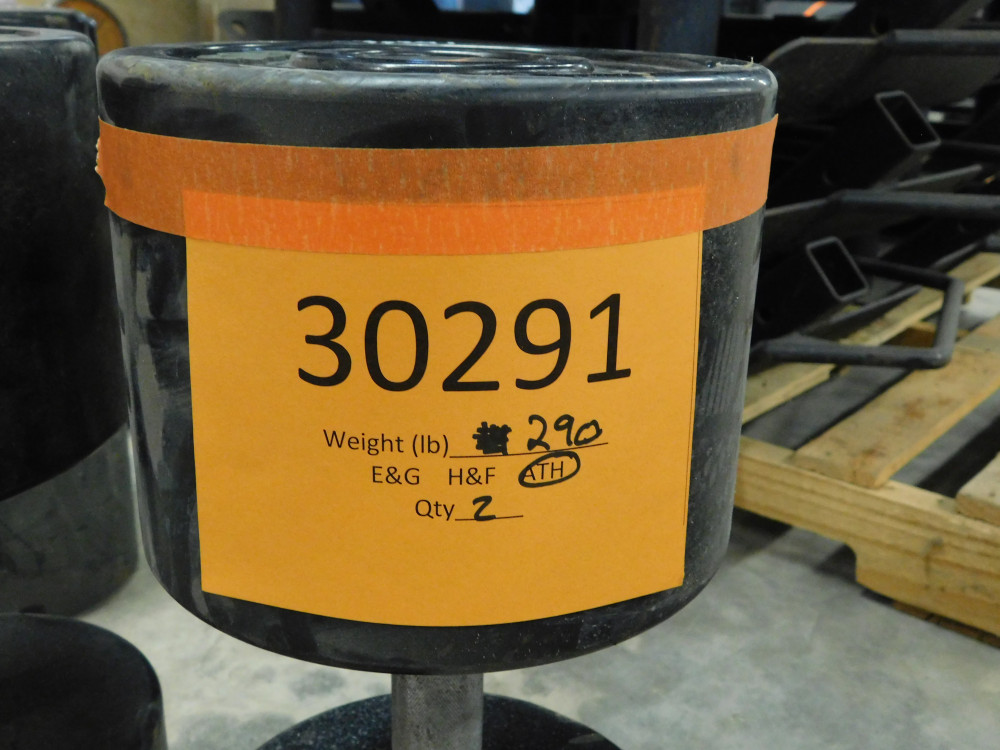 30291
Weight (lb) 290
E&G H&F ATH
Qty 2